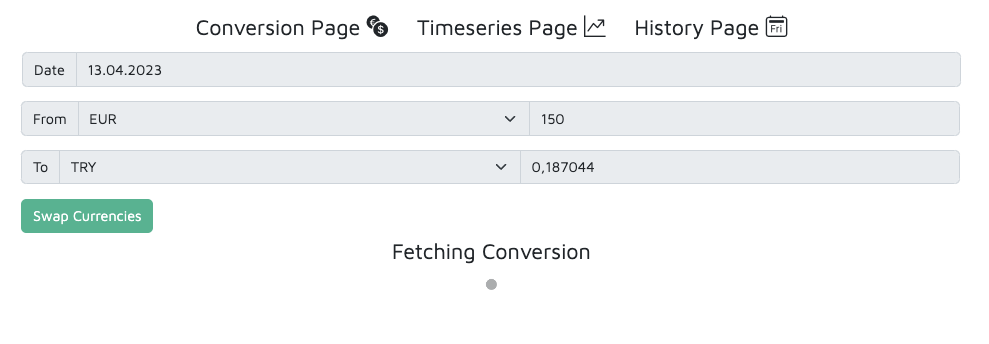 Conversion Page Timeseries Page History Page Fri
Date 13.04.2023
From EUR 150
To TRY 0,187044
Swap Currencies
Fetching Conversion